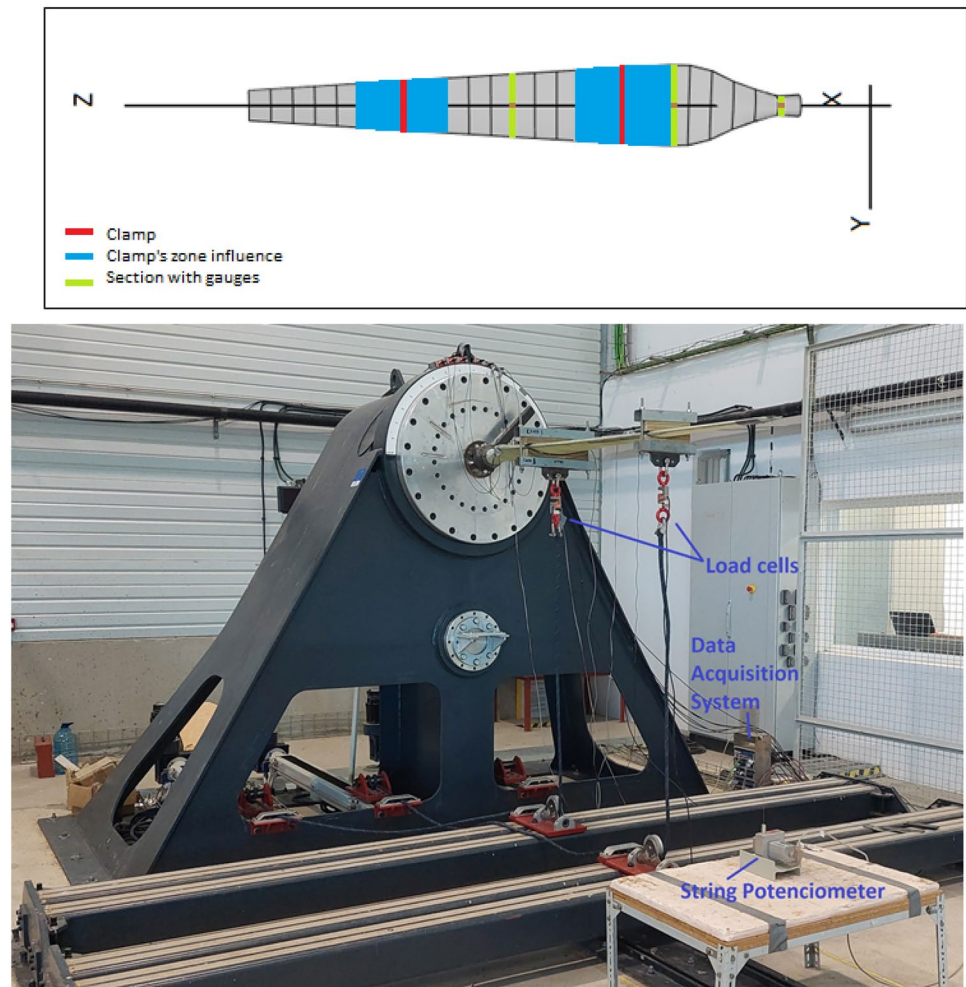 Z
X
Y
Clamp
Clamp's zone influence
Section with gauges
Load cells
Data
Acquisition
System
String Potenciometer